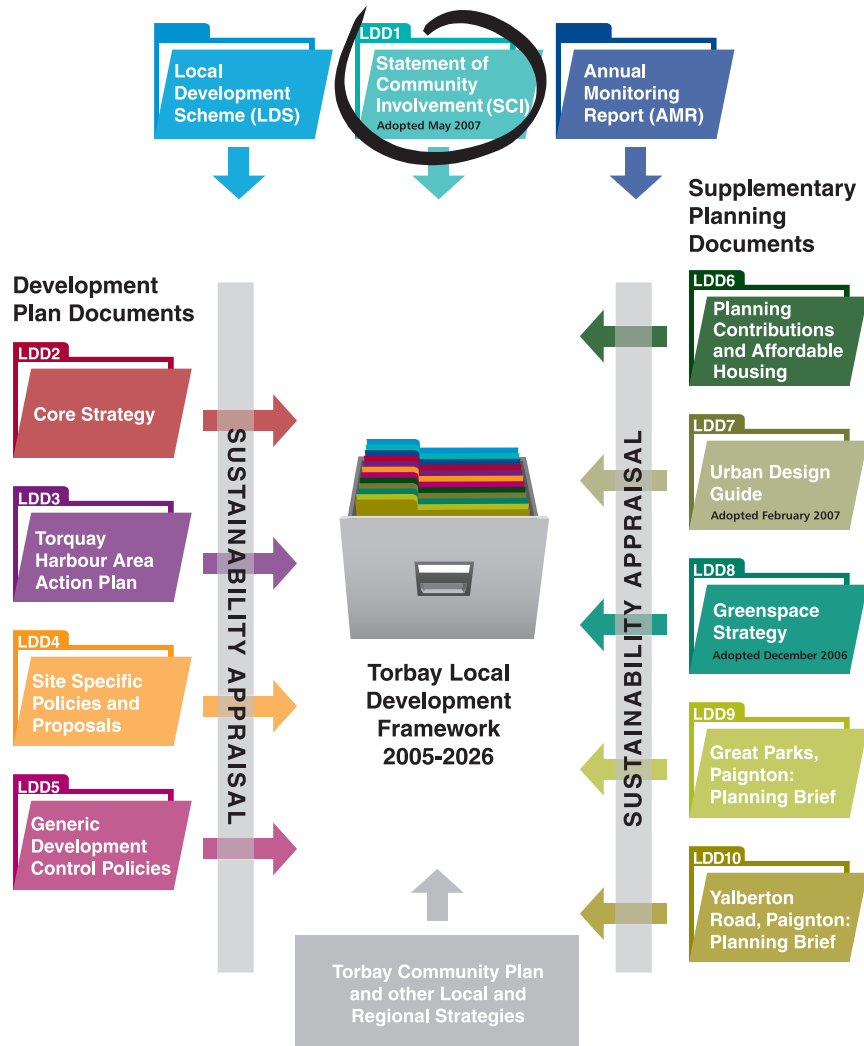 Local
Development
Scheme (LDS)
LDD1
Statement of
Community
Involvement (SCI)
Adopted May 2007
Annual
Monitoring
Report (AMR)
Development
Plan Documents
LDD2
Core Strategy
LDD3
Torquay
Harbour Area
Action Plan
LDD4
Site Specific
Policies and
Proposals
LDD5
Generic
Development
Control Policies
SUSTAINABILITY APPRAISAL
Torbay Local
Development
Framework
2005-2026
Torbay Community Plan
and other Local and
Regional Strategies
SUSTAINABILITY APPRAISAL
Supplementary
Planning
Documents
LDD6
Planning
Contributions
and Affordable
Housing
LDD7
Urban Design
Guide
Adopted February 2007
LDD8
Greenspace
Strategy
Adopted December 2006
LDD9
Great Parks,
Paignton:
Planning Brief
LDD10
Yalberton
Road, Paignton:
Planning Brief